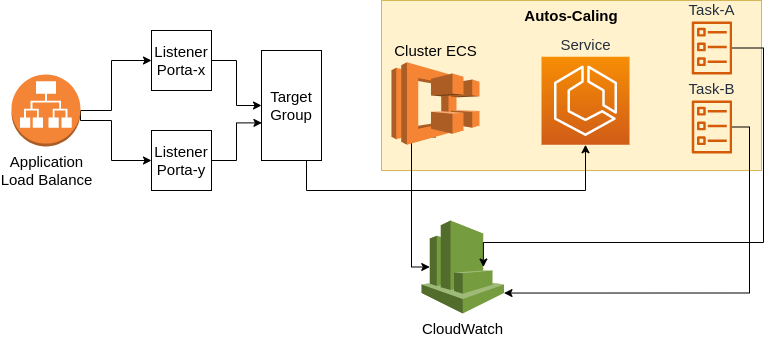 Autos-Caling
Task-A
Cluster ECS
Service
Listener
Porta-x
Target
Group
Task-B
Application
Load Balance
Listener
Porta-y
CloudWatch